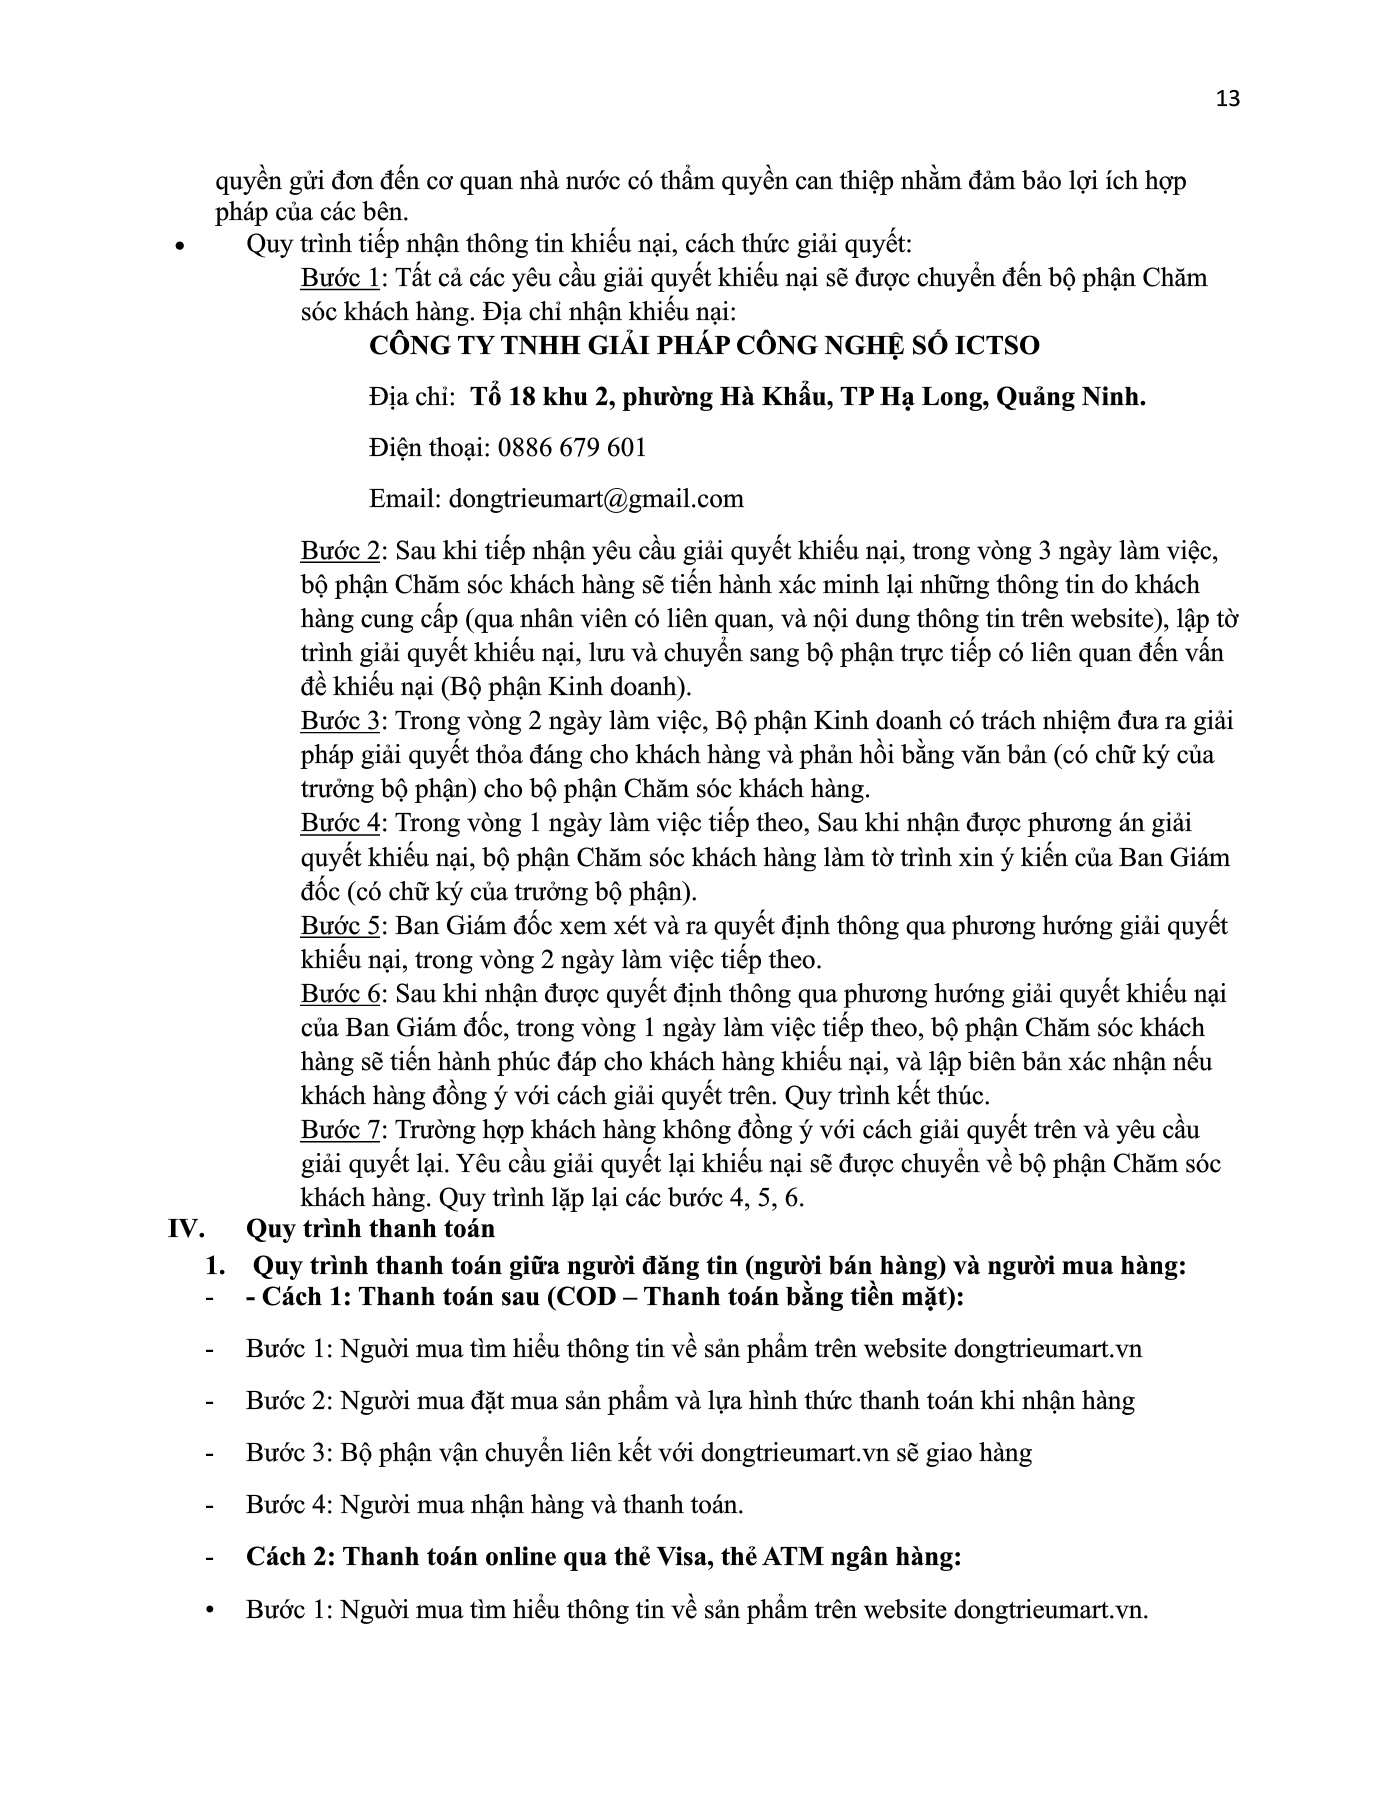 13
quyền gửi đơn đến cơ quan nhà nước có thẩm quyền can thiệp nhằm đảm bảo lợi ích hợp
pháp của các bên.
• Quy trình tiếp nhận thông tin khiếu nại, cách thức giải quyết:
Bước 1: Tất cả các yêu cầu giải quyết khiếu nại sẽ được chuyển đến bộ phận Chăm
sóc khách hàng. Địa chỉ nhận khiếu nại:
CÔNG TY TNHH GIẢI PHÁP CÔNG NGHỆ SỐ ICTSO
Địa chỉ: Tổ 18 khu 2, phường Hà Khẩu, TP Hạ Long, Quảng Ninh.
Điện thoại: 0886 679 601
Email: dongtrieumart@gmail.com
Bước 2: Sau khi tiếp nhận yêu cầu giải quyết khiếu nại, trong vòng 3 ngày làm việc,
bộ phận Chăm sóc khách hàng sẽ tiến hành xác minh lại những thông tin do khách
hàng cung cấp (qua nhân viên có liên quan, và nội dung thông tin trên website), lập tờ
trình giải quyết khiếu nại, lưu và chuyển sang bộ phận trực tiếp có liên quan đến vấn
đề khiếu nại (Bộ phận Kinh doanh).
Bước 3: Trong vòng 2 ngày làm việc, Bộ phận Kinh doanh có trách nhiệm đưa ra giải
pháp giải quyết thỏa đáng cho khách hàng và phản hồi bằng văn bản (có chữ ký của
trưởng bộ phận) cho bộ phận Chăm sóc khách hàng.
Bước 4: Trong vòng 1 ngày làm việc tiếp theo, Sau khi nhận được phương án giải
quyết khiếu nại, bộ phận Chăm sóc khách hàng làm tờ trình xin ý kiến của Ban Giám
đốc (có chữ ký của trưởng bộ phận).
Bước 5: Ban Giám đốc xem xét và ra quyết định thông qua phương hướng giải quyết
khiếu nại, trong vòng 2 ngày làm việc tiếp theo.
Bước 6: Sau khi nhận được quyết định thông qua phương hướng giải quyết khiếu nại
của Ban Giám đốc, trong vòng 1 ngày làm việc tiếp theo, bộ phận Chăm sóc khách
hàng sẽ tiến hành phúc đáp cho khách hàng khiếu nại, và lập biên bản xác nhận nếu
khách hàng đồng ý với cách giải quyết trên. Quy trình kết thúc.
Bước 7: Trường hợp khách hàng không đồng ý với cách giải quyết trên và yêu cầu
giải quyết lại. Yêu cầu giải quyết lại khiếu nại sẽ được chuyển về bộ phận Chăm sóc
khách hàng. Quy trình lặp lại các bước 4, 5, 6.
IV. Quy trình thanh toán
1. Quy trình thanh toán giữa người đăng tin (người bán hàng) và người mua hàng:
- - Cách 1: Thanh toán sau (COD – Thanh toán bằng tiền mặt):
- Bước 1: Nguời mua tìm hiểu thông tin về sản phẩm trên website dongtrieumart.vn
- Bước 2: Người mua đặt mua sản phẩm và lựa hình thức thanh toán khi nhận hàng
- Bước 3: Bộ phận vận chuyển liên kết với dongtrieumart.vn sẽ giao hàng
- Bước 4: Người mua nhận hàng và thanh toán.
- Cách 2: Thanh toán online qua thẻ Visa, thẻ ATM ngân hàng:
• Bước 1: Nguời mua tìm hiểu thông tin về sản phẩm trên website dongtrieumart.vn.